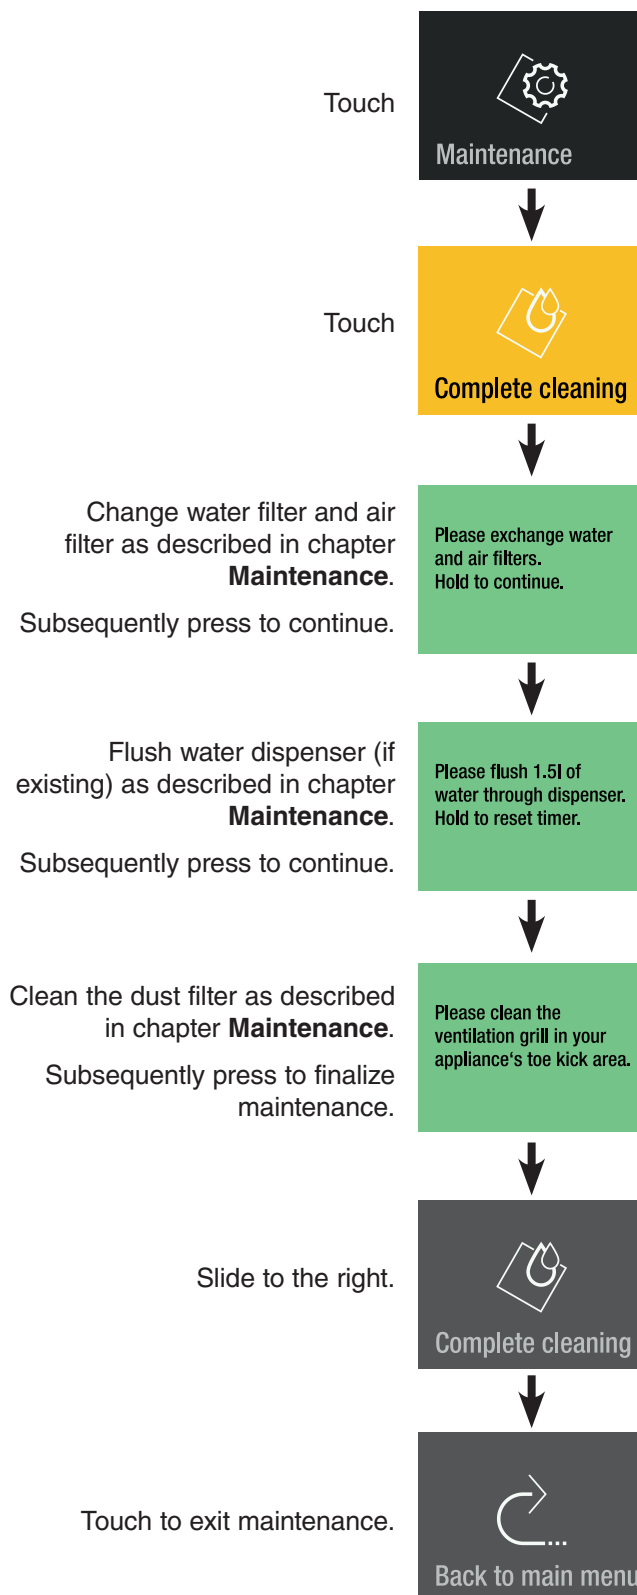 Touch
Maintenance
Touch
Complete cleaning
Change water filter and air
filter as described in chapter
Maintenance.
Subsequently press to continue.
Please exchange water
and air filters.
Hold to continue.
Flush water dispenser (if
existing) as described in chapter
Maintenance.
Subsequently press to continue.
Please flush 1.5l of
water through dispenser.
Hold to reset timer.
Clean the dust filter as described
in chapter Maintenance.
Subsequently press to finalize
maintenance.
Please clean the
ventilation grill in your
appliance‘s toe kick area.
Slide to the right.
Complete cleaning
Touch to exit maintenance.
Back to main menu